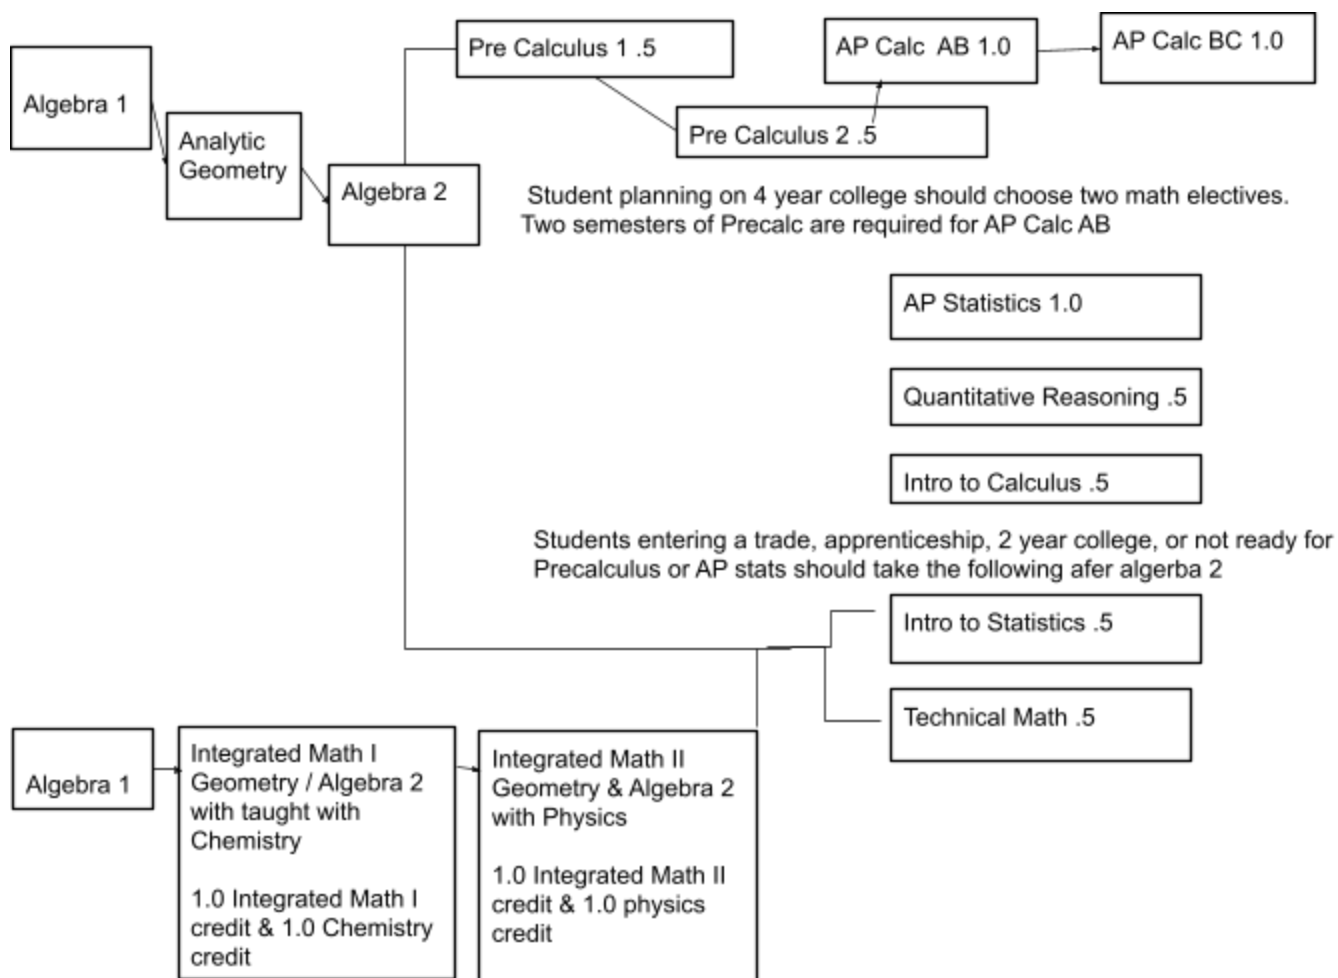 Algebra 1
Analytic
Geometry
Algebra 2
Pre Calculus 1 .5
Pre Calculus 2 .5
AP Calc AB 1.0
AP Calc BC 1.0
Student planning on 4 year college should choose two math electives.
Two semesters of Precalc are required for AP Calc AB
AP Statistics 1.0
Quantitative Reasoning .5
Intro to Calculus .5
Students entering a trade, apprenticeship, 2 year college, or not ready for
Precalculus or AP stats should take the following afer algerba 2
Intro to Statistics .5
Technical Math .5
Algebra 1
Integrated Math I
Geometry / Algebra 2
with taught with
Chemistry
1.0 Integrated Math I
credit & 1.0 Chemistry
credit
Integrated Math II
Geometry & Algebra 2
with Physics
1.0 Integrated Math II
credit & 1.0 physics
credit